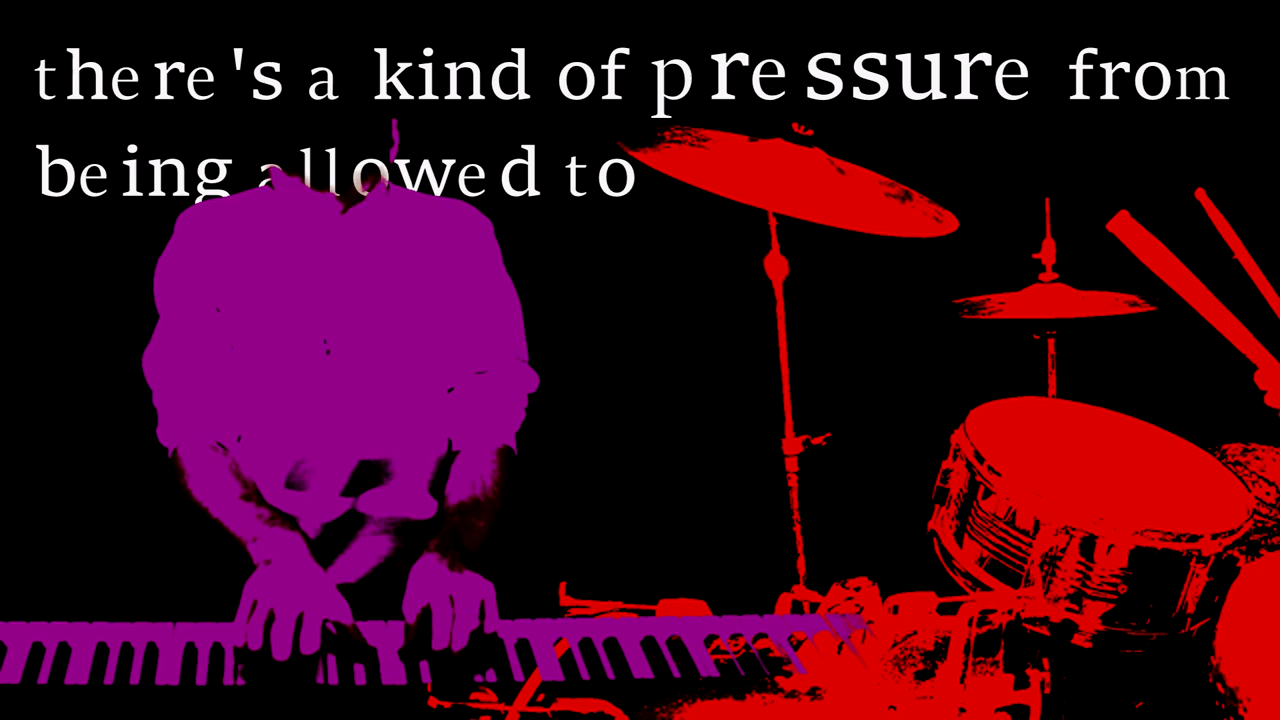 there's a kind of pressure from
being allowed to